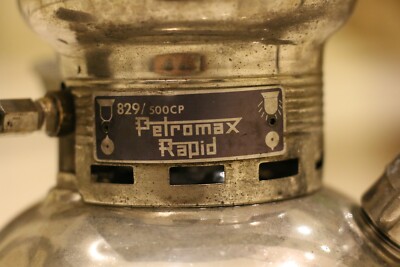 829/500CP
Petromax
Rapid